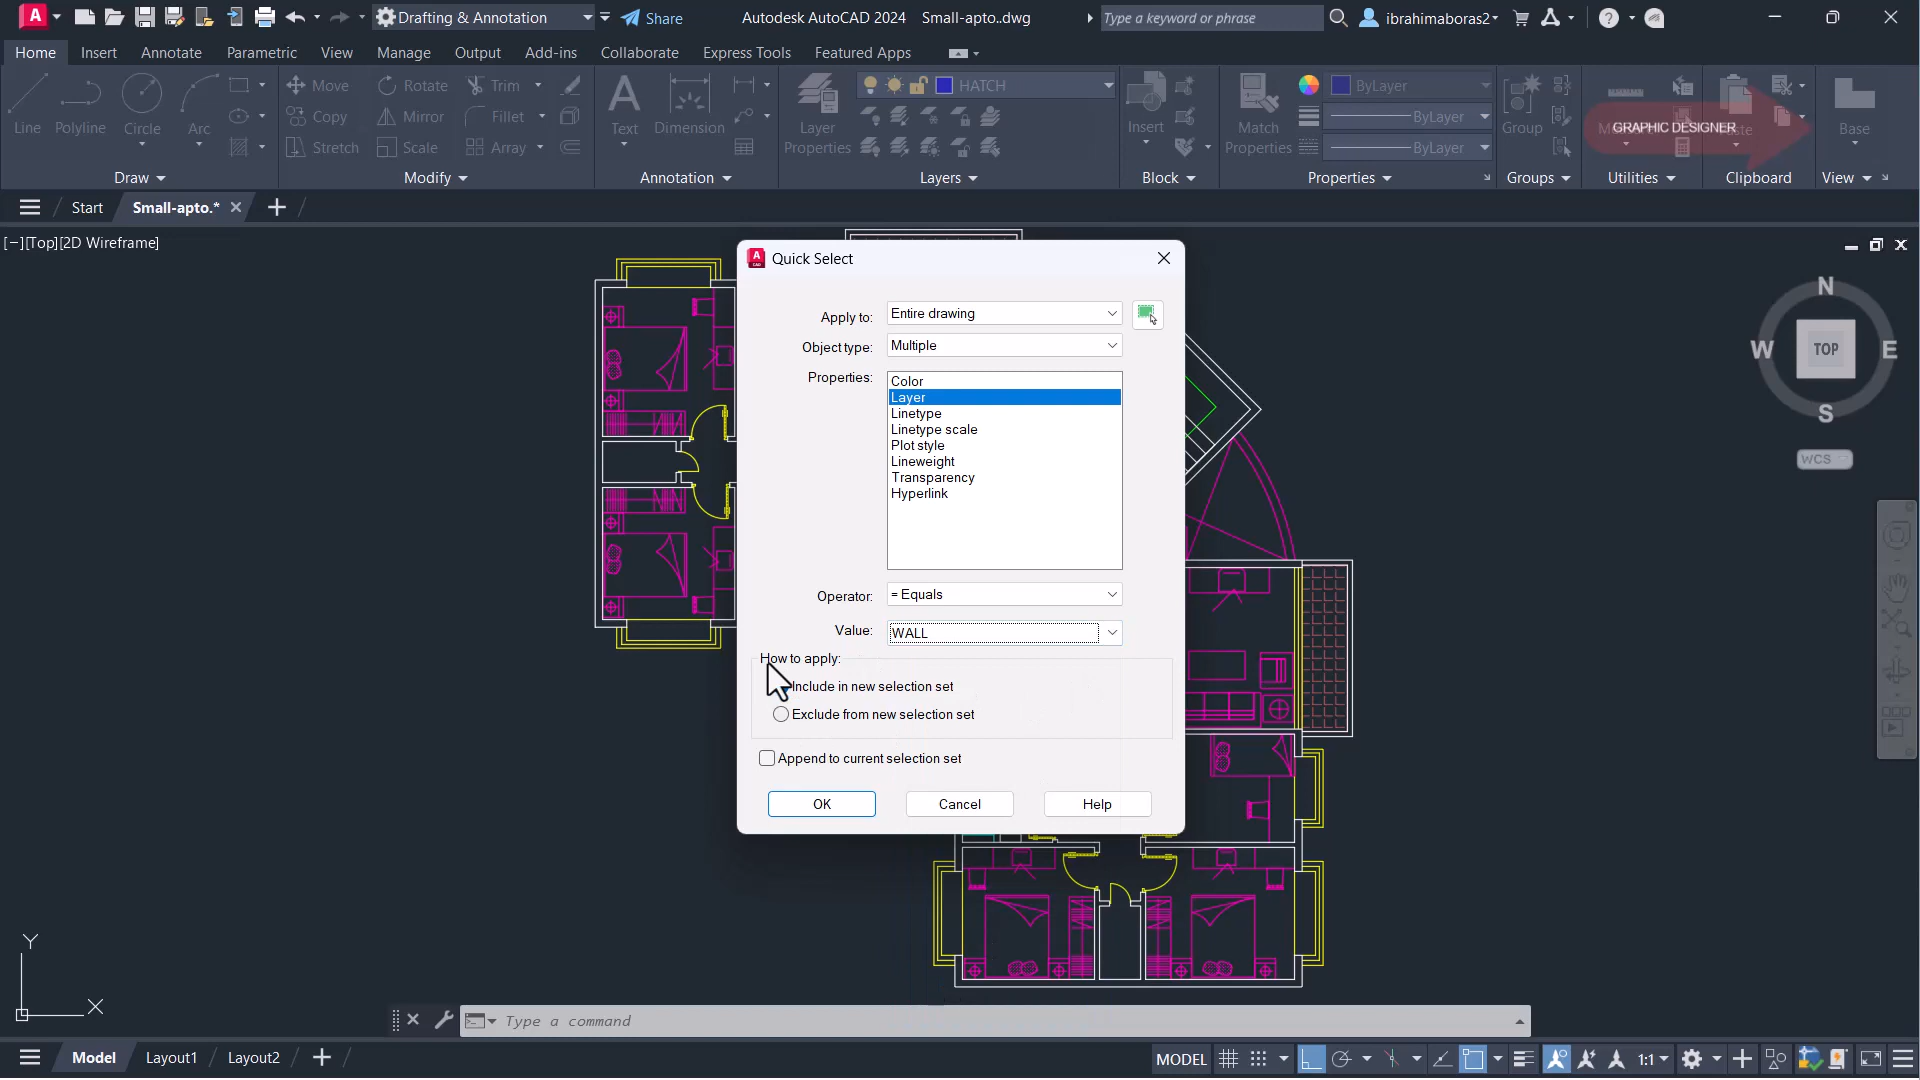 Drafting & Annotation
Share
Autodesk AutoCAD 2024 Small-apto.dwg
Type a keyword or phrase
ibrahimaboras2
Home Insert Annotate Parametric View Manage Output Add-ins Collaborate Express Tools Featured Apps
Line
Polyline
Circle
Arc
Draw
Move Rotate Trim
Copy Mirror Fillet
Stretch Scale Array
Modify
Text
Dimension
Annotation
Layer
Properties
HATCH
Layers
Insert
Block
Match
Properties
ByLayer
ByLayer
ByLayer
Properties
Group
Groups
GRAPHIC DESIGNER
Utilities
Clipboard
Base
View
Start
Small-apto.*
[−][Top][2D Wireframe]
Quick Select
Apply to: Entire drawing
Object type: Multiple
Properties:
Color
Layer
Linetype
Linetype scale
Plot style
Lineweight
Transparency
Hyperlink
Operator: = Equals
Value: WALL
How to apply:
Include in new selection set
Exclude from new selection set
Append to current selection set
OK Cancel Help
N
W TOP E
S
WCS
Y
X
Type a command
Model Layout1 Layout2
MODEL
1:1